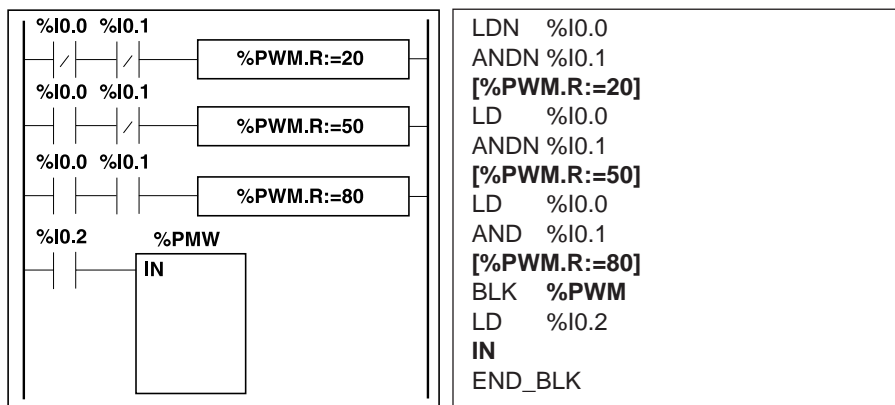 %I0.0 %I0.1
%PWM.R:=20
%I0.0 %I0.1
%PWM.R:=50
%I0.0 %I0.1
%PWM.R:=80
%I0.2 %PMW
IN
LDN %I0.0
ANDN %I0.1
[%PWM.R:=20]
LD %I0.0
ANDN %I0.1
[%PWM.R:=50]
LD %I0.0
AND %I0.1
[%PWM.R:=80]
BLK %PWM
LD %I0.2
IN
END_BLK